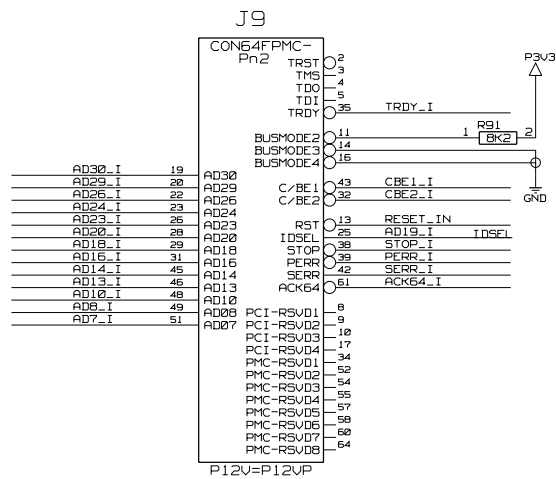 J9
CON64FPMC-
Pn2
TRST 2
TMS 3
TDO 4
TDI 5
TRDY 35 TRDY_I
P3V3
BUSMODE2 11 1 R91 2
8K2
BUSMODE3 14
BUSMODE4 16
GND
AD30_I 19 AD30
AD29_I 20 AD29
AD26_I 22 AD26
AD24_I 23 AD24
AD23_I 26 AD23
AD20_I 28 AD20
AD18_I 29 AD18
AD16_I 31 AD16
AD14_I 45 AD14
AD13_I 46 AD13
AD10_I 48 AD10
AD8_I 49 AD08
AD7_I 51 AD07
C/BE1 43 CBE1_I
C/BE2 32 CBE2_I
RST 13 RESET_IN
IDSEL 25 AD19_I IDSEL
STOP 38 STOP_I
PERR 39 PERR_I
SERR 42 SERR_I
ACK64 61 ACK64_I
PCI-RSVD1 8
PCI-RSVD2 9
PCI-RSVD3 10
PCI-RSVD4 17
PMC-RSVD1 34
PMC-RSVD2 52
PMC-RSVD3 54
PMC-RSVD4 55
PMC-RSVD5 57
PMC-RSVD6 58
PMC-RSVD7 60
PMC-RSVD8 64
P12V=P12VP